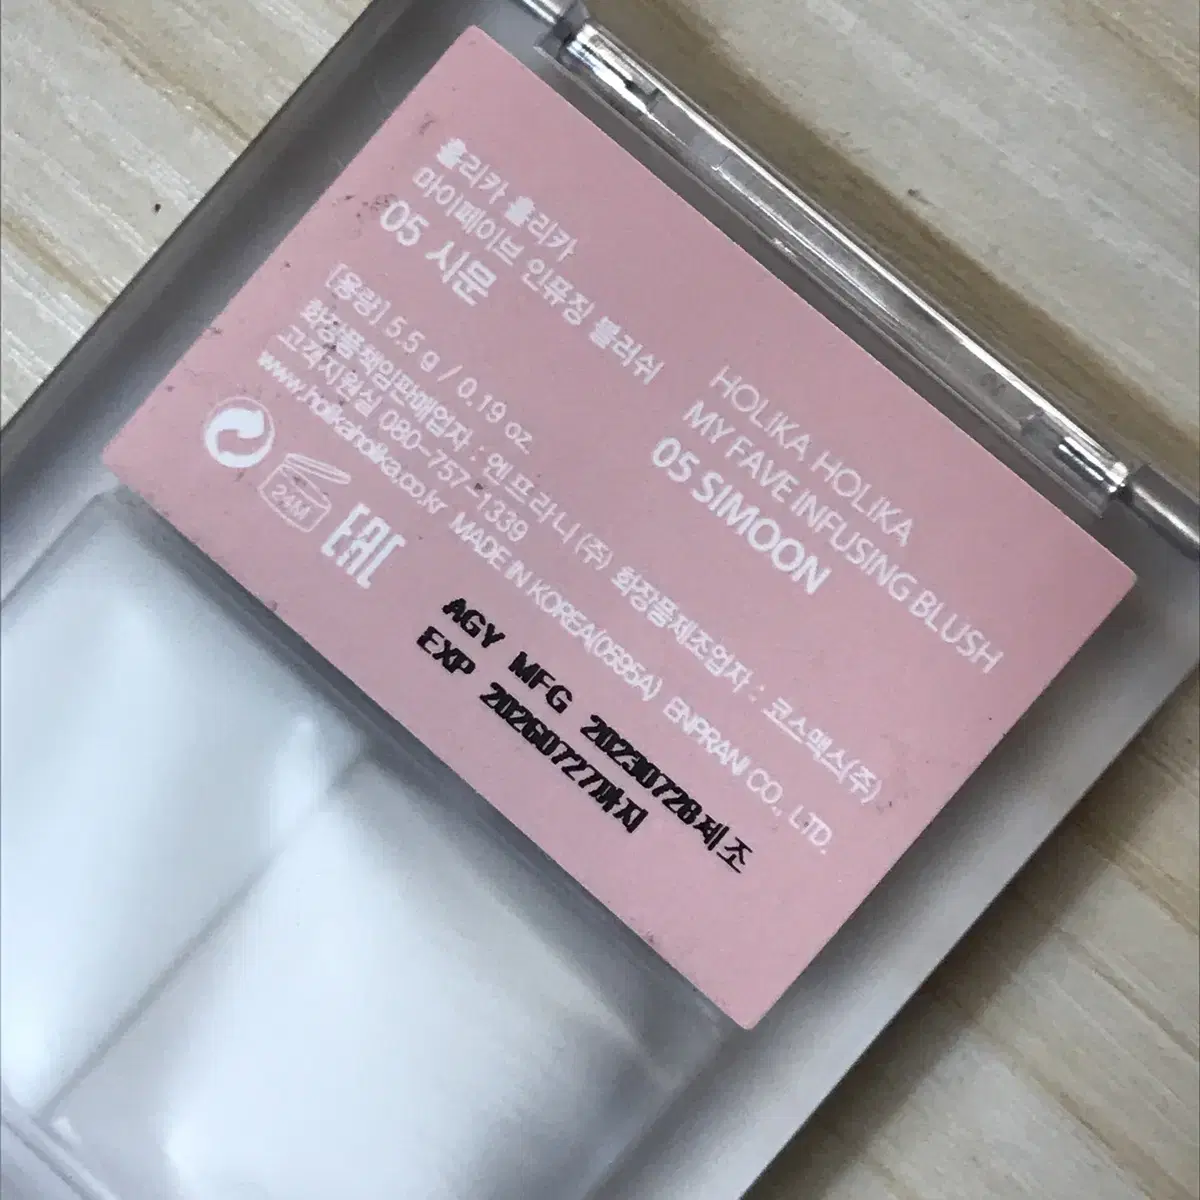 홀리카 홀리카
마이페이브 인퓨징 블러쉬
05 시문
HOLIKA HOLIKA
MY FAVE INFUSING BLUSH
05 SIMOON
[용량] 5.5 g / 0.19 oz
화장품책임판매업자 : 엔프라니(주) 화장품제조업자 : 코스맥스(주)
고객지원실 080-757-1339
www.holikaholika.co.kr MADE IN KOREA(0595A) ENPRANI CO., LTD.
24M
EAC
AGY MFG 20230728제조
EXP 20260727까지